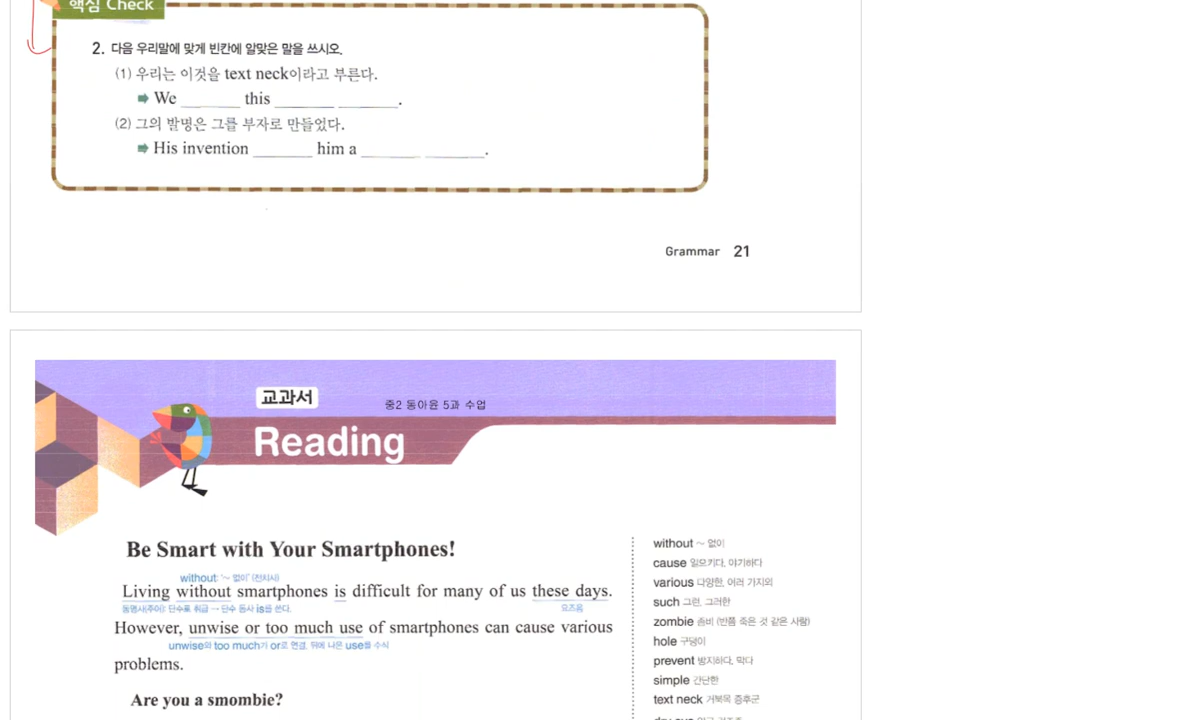 핵심 Check
2. 다음 우리말에 맞게 빈칸에 알맞은 말을 쓰시오.
(1) 우리는 이것을 text neck이라고 부른다.
➡ We ______ this ______ ______.
(2) 그의 발명은 그를 부자로 만들었다.
➡ His invention ______ him a ______ ______.
Grammar 21
교과서
중2 동아윤 5과 수업
Reading
Be Smart with Your Smartphones!
without: '~ 없이' (전치사)
Living without smartphones is difficult for many of us these days.
동명사(주어): 단수로 취급 → 단수 동사 is를 쓴다. 요즈음
However, unwise or too much use of smartphones can cause various
unwise와 too much가 or로 연결, 뒤에 나온 use를 수식
problems.
Are you a smombie?
without ~ 없이
cause 일으키다, 야기하다
various 다양한, 여러 가지의
such 그런, 그러한
zombie 좀비 (반쯤 죽은 것 같은 사람)
hole 구덩이
prevent 방지하다, 막다
simple 간단한
text neck 거북목 증후군